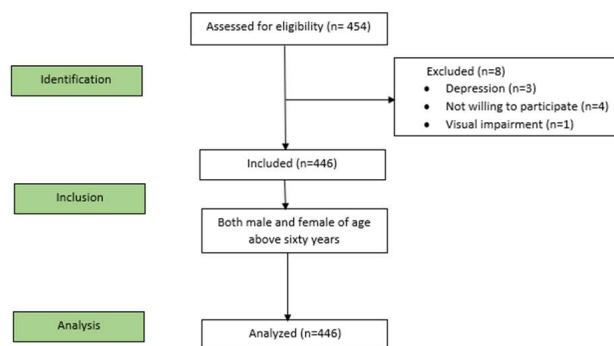 Assessed for eligibility (n= 454)
Identification
Excluded (n=8)
• Depression (n=3)
• Not willing to participate (n=4)
• Visual impairment (n=1)
Included (n=446)
Inclusion
Both male and female of age
above sixty years
Analysis
Analyzed (n=446)